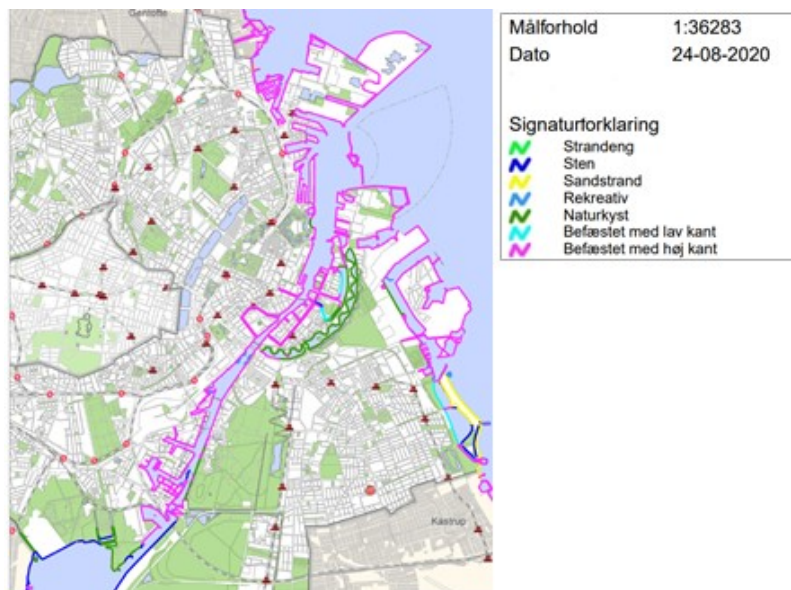 Gentofte
Kastrup
Målforhold 1:36283
Dato 24-08-2020
Signaturforklaring
Strandeng
Sten
Sandstrand
Rekreativ
Naturkyst
Befæstet med lav kant
Befæstet med høj kant